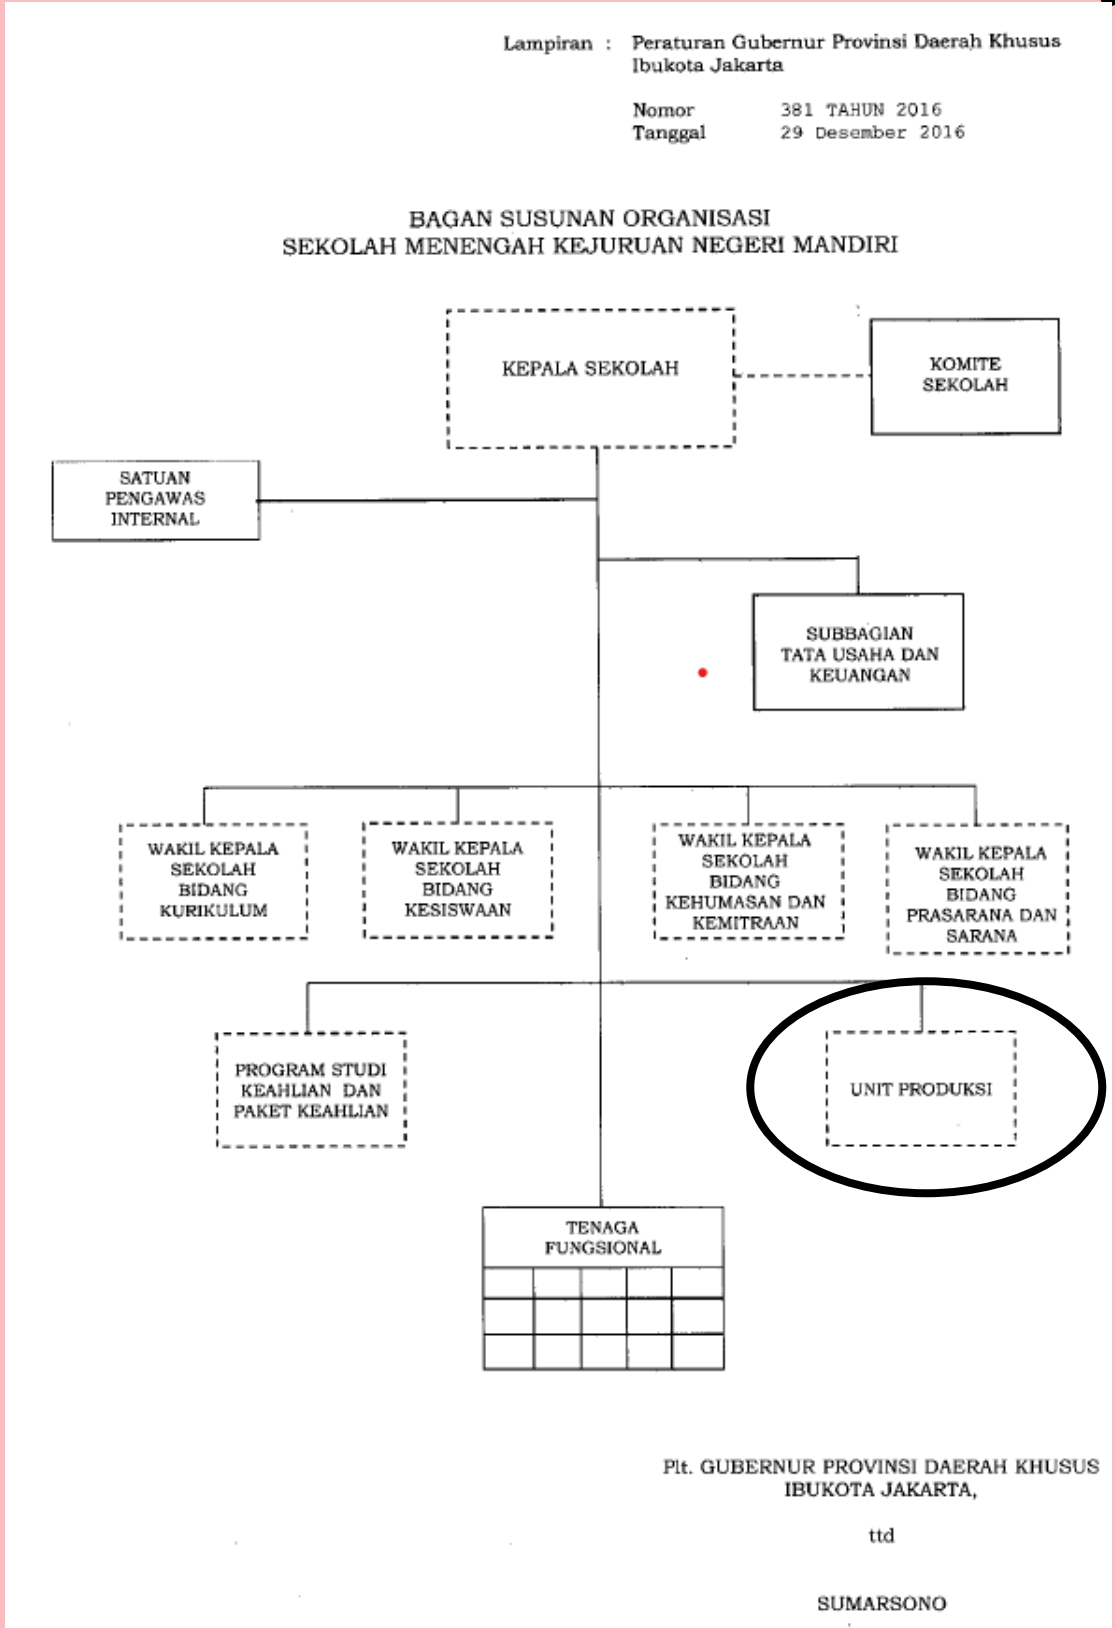 Lampiran : Peraturan Gubernur Provinsi Daerah Khusus
Ibukota Jakarta
Nomor 381 TAHUN 2016
Tanggal 29 Desember 2016
BAGAN SUSUNAN ORGANISASI
SEKOLAH MENENGAH KEJURUAN NEGERI MANDIRI
KEPALA SEKOLAH
KOMITE
SEKOLAH
SATUAN
PENGAWAS
INTERNAL
SUBBAGIAN
TATA USAHA DAN
KEUANGAN
WAKIL KEPALA
SEKOLAH
BIDANG
KURIKULUM
WAKIL KEPALA
SEKOLAH
BIDANG
KESISWAAN
WAKIL KEPALA
SEKOLAH
BIDANG
KEHUMASAN DAN
KEMITRAAN
WAKIL KEPALA
SEKOLAH
BIDANG
PRASARANA DAN
SARANA
PROGRAM STUDI
KEAHLIAN DAN
PAKET KEAHLIAN
UNIT PRODUKSI
TENAGA
FUNGSIONAL
Plt. GUBERNUR PROVINSI DAERAH KHUSUS
IBUKOTA JAKARTA,
ttd
SUMARSONO